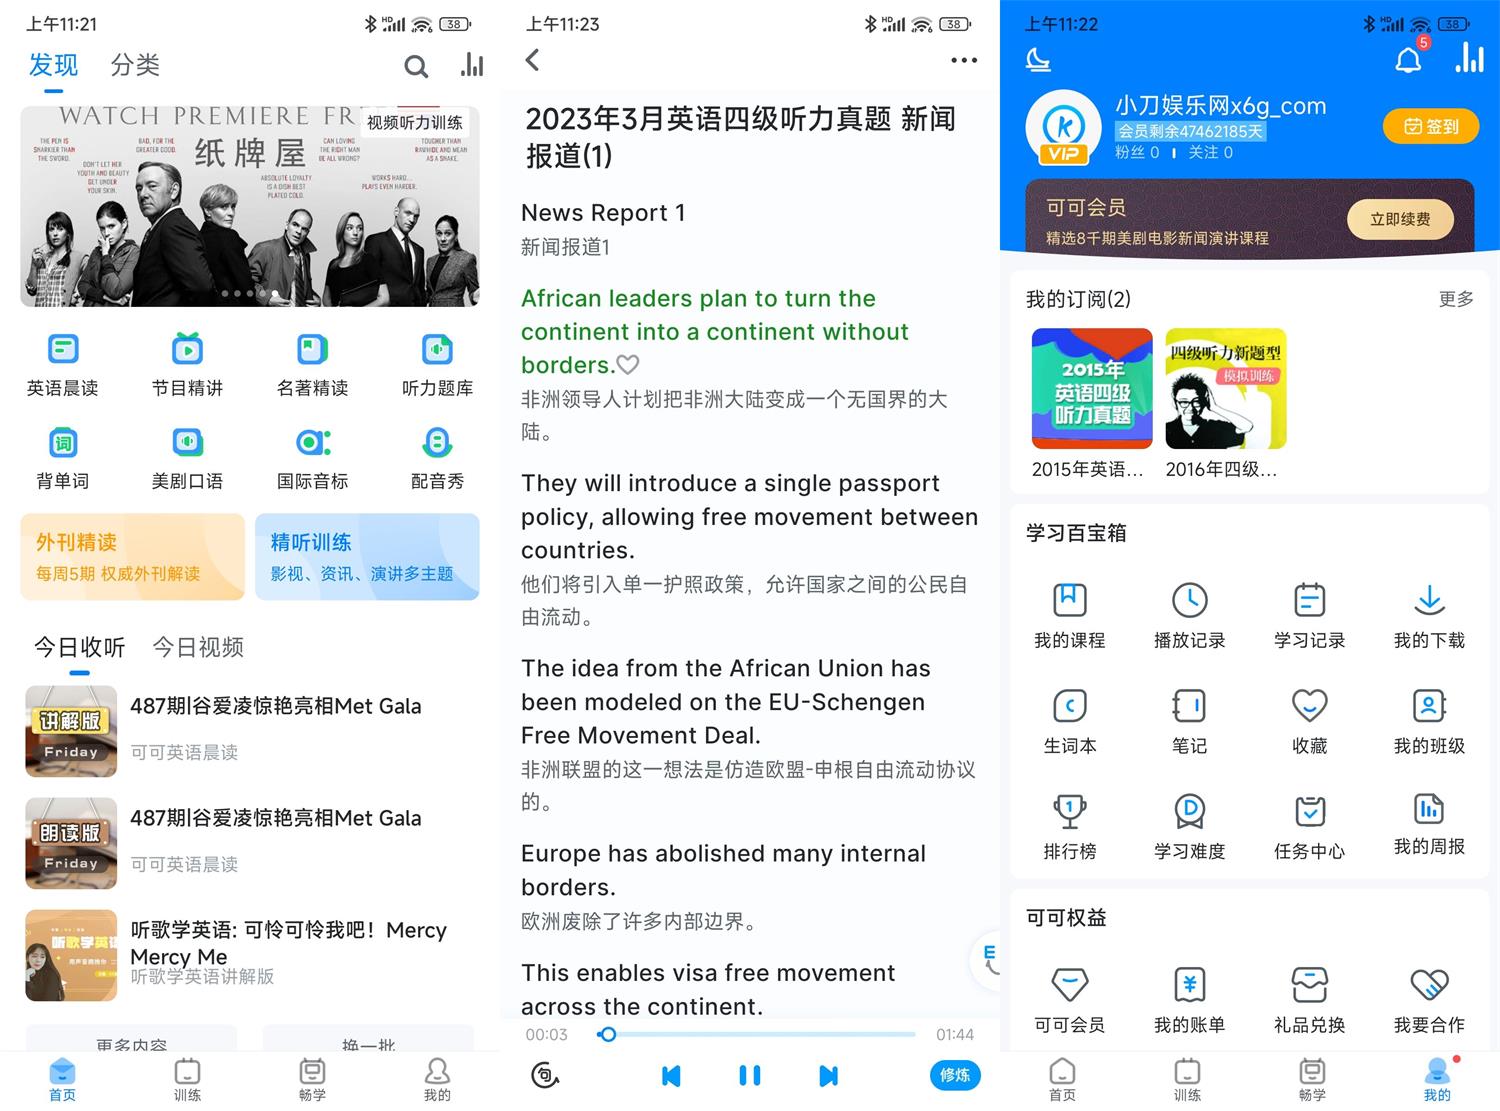 上午11:21
38
发现
分类
WATCH PREMIERE FR
视频听力训练
纸牌屋
THE PEN IS
SHARKIER THAN
THE SWORD.
DON'T LET HER
YOUTH AND BEAUTY
GET UNDER
YOUR SKIN.
BAD, FOR THE
GREATER GOOD.
ABSOLUTE LOYALTY
IS A DISH BEST
PLATED COLD.
CAN LOVING
THE RIGHT MAN
BE ALL WRONG?
WORKS HARD...
PLAYS EVEN HARDER.
TOUGHER THAN
RAWHIDE AND MEAN
AS A SNAKE.
英语晨读
节目精讲
名著精读
听力题库
词
背单词
美剧口语
国际音标
配音秀
外刊精读
每周5期 权威外刊解读
精听训练
影视、资讯、演讲多主题
今日收听
今日视频
讲解版
Friday
487期|谷爱凌惊艳亮相Met Gala
可可英语晨读
朗读版
Friday
487期|谷爱凌惊艳亮相Met Gala
可可英语晨读
听歌学英语
听歌学英语: 可怜可怜我吧！Mercy
Mercy Me
听歌学英语讲解版
更多内容
换一批
首页
训练
畅学
我的
上午11:23
HD
38
2023年3月英语四级听力真题 新闻
报道(1)
News Report 1
新闻报道1
African leaders plan to turn the
continent into a continent without
borders.
非洲领导人计划把非洲大陆变成一个无国界的大
陆。
They will introduce a single passport
policy, allowing free movement between
countries.
他们将引入单一护照政策，允许国家之间的公民自
由流动。
The idea from the African Union has
been modeled on the EU-Schengen
Free Movement Deal.
非洲联盟的这一想法是仿造欧盟-申根自由流动协议
的。
Europe has abolished many internal
borders.
欧洲废除了许多内部边界。
This enables visa free movement
across the continent.
E
00:03
01:44
句
修炼
上午11:22
HD
38
5
小刀娱乐网x6g_com
会员剩余47462185天
粉丝 0
关注 0
K
VIP
签到
可可会员
精选8千期美剧电影新闻演讲课程
立即续费
我的订阅(2)
更多
2015年
英语四级
听力真题
四级听力新题型
模拟训练
2015年英语...
2016年四级...
学习百宝箱
我的课程
播放记录
学习记录
我的下载
生词本
笔记
收藏
我的班级
排行榜
学习难度
任务中心
我的周报
可可权益
可可会员
我的账单
礼品兑换
我要合作
首页
训练
畅学
我的